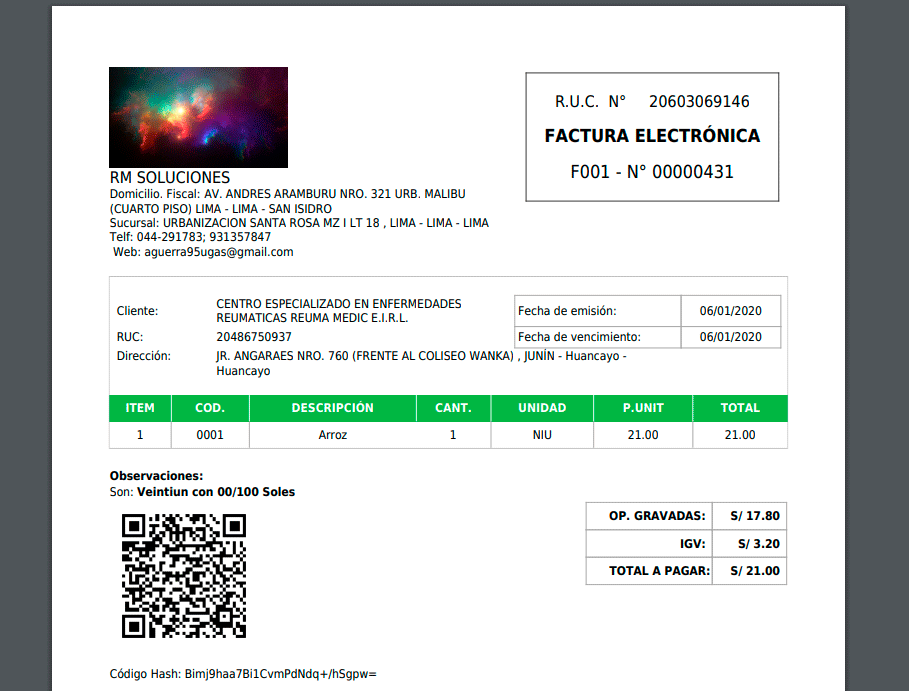 R.U.C. N° 20603069146
FACTURA ELECTRÓNICA
F001 - N° 00000431
RM SOLUCIONES
Domicilio. Fiscal: AV. ANDRES ARAMBURU NRO. 321 URB. MALIBU
(CUARTO PISO) LIMA - LIMA - SAN ISIDRO
Sucursal: URBANIZACION SANTA ROSA MZ I LT 18 , LIMA - LIMA - LIMA
Telf: 044-291783; 931357847
Web: aguerra95ugas@gmail.com
Cliente: CENTRO ESPECIALIZADO EN ENFERMEDADES
REUMATICAS REUMA MEDIC E.I.R.L.
Fecha de emisión: 06/01/2020
RUC: 20486750937
Fecha de vencimiento: 06/01/2020
Dirección: JR. ANGARAES NRO. 760 (FRENTE AL COLISEO WANKA) , JUNÍN - Huancayo -
Huancayo
ITEM COD. DESCRIPCIÓN CANT. UNIDAD P.UNIT TOTAL
1 0001 Arroz 1 NIU 21.00 21.00
Observaciones:
Son: Veintiun con 00/100 Soles
OP. GRAVADAS: S/ 17.80
IGV: S/ 3.20
TOTAL A PAGAR: S/ 21.00
Código Hash: Bimj9haa7Bi1CvmPdNdq+/hSgpw=